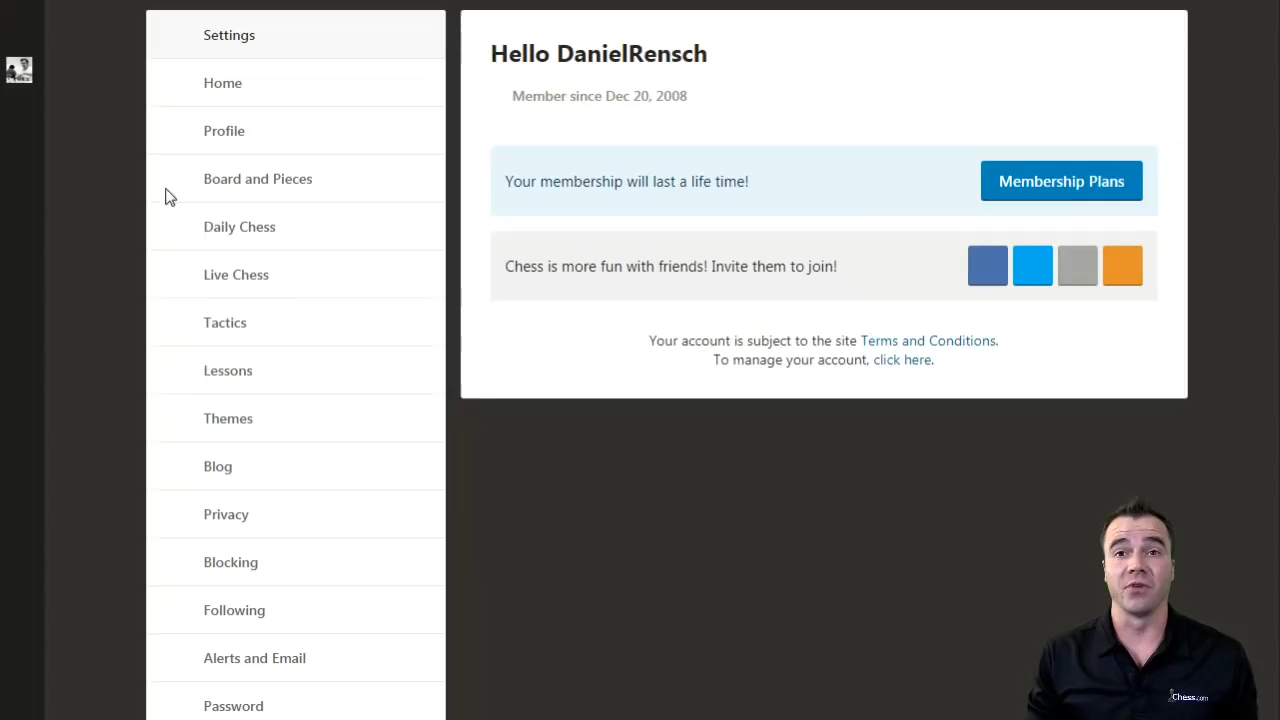 Settings
Home
Profile
Board and Pieces
Daily Chess
Live Chess
Tactics
Lessons
Themes
Blog
Privacy
Blocking
Following
Alerts and Email
Password
Hello DanielRensch
Member since Dec 20, 2008
Your membership will last a life time!
Membership Plans
Chess is more fun with friends! Invite them to join!
Your account is subject to the site Terms and Conditions.
To manage your account, click here.
Chess.com